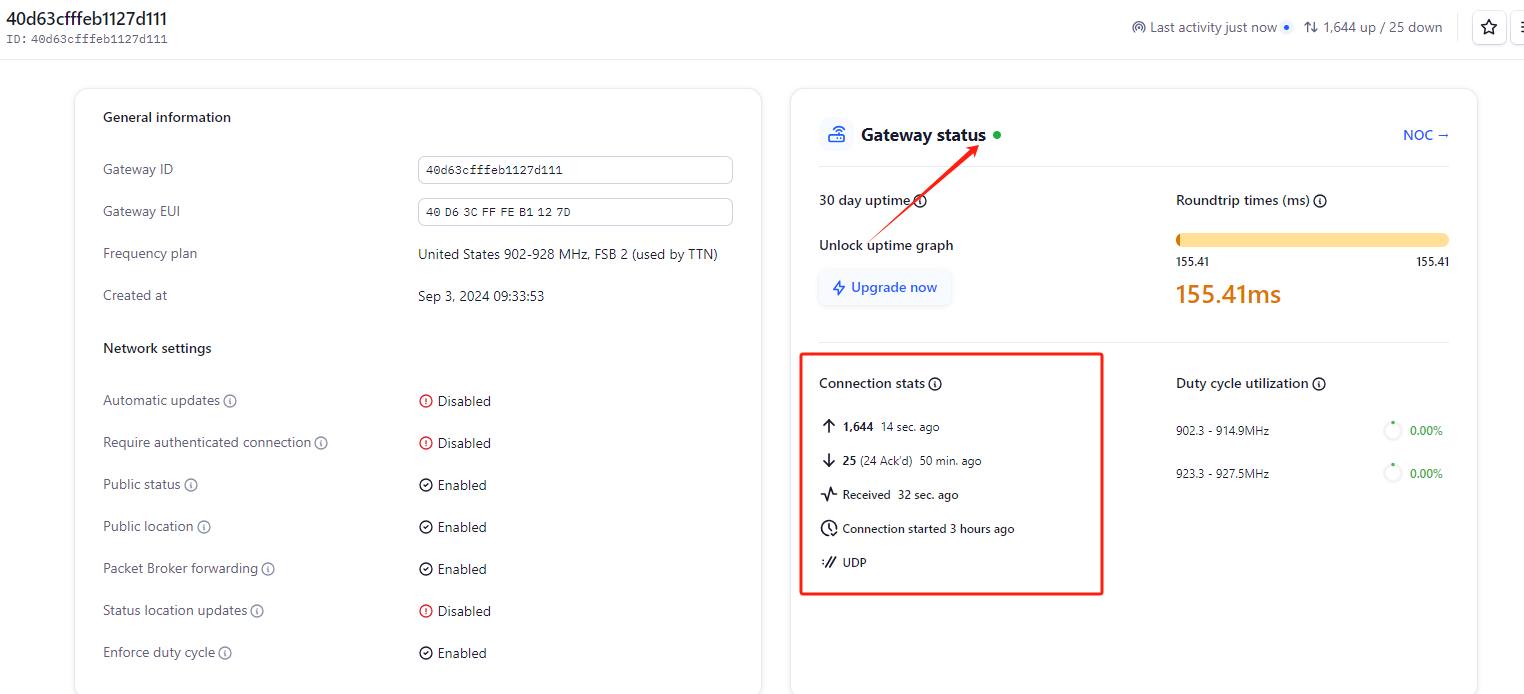 40d63cfffeb1127d111
ID: 40d63cfffeb1127d111
Last activity just now
1,644 up / 25 down
General information
Gateway ID 40d63cfffeb1127d111
Gateway EUI 40 D6 3C FF FE B1 12 7D
Frequency plan United States 902-928 MHz, FSB 2 (used by TTN)
Created at Sep 3, 2024 09:33:53
Network settings
Automatic updates Disabled
Require authenticated connection Disabled
Public status Enabled
Public location Enabled
Packet Broker forwarding Enabled
Status location updates Disabled
Enforce duty cycle Enabled
Gateway status
NOC →
30 day uptime
Unlock uptime graph
Upgrade now
Roundtrip times (ms)
155.41 155.41
155.41ms
Connection stats
1,644 14 sec. ago
25 (24 Ack'd) 50 min. ago
Received 32 sec. ago
Connection started 3 hours ago
UDP
Duty cycle utilization
902.3 - 914.9MHz 0.00%
923.3 - 927.5MHz 0.00%